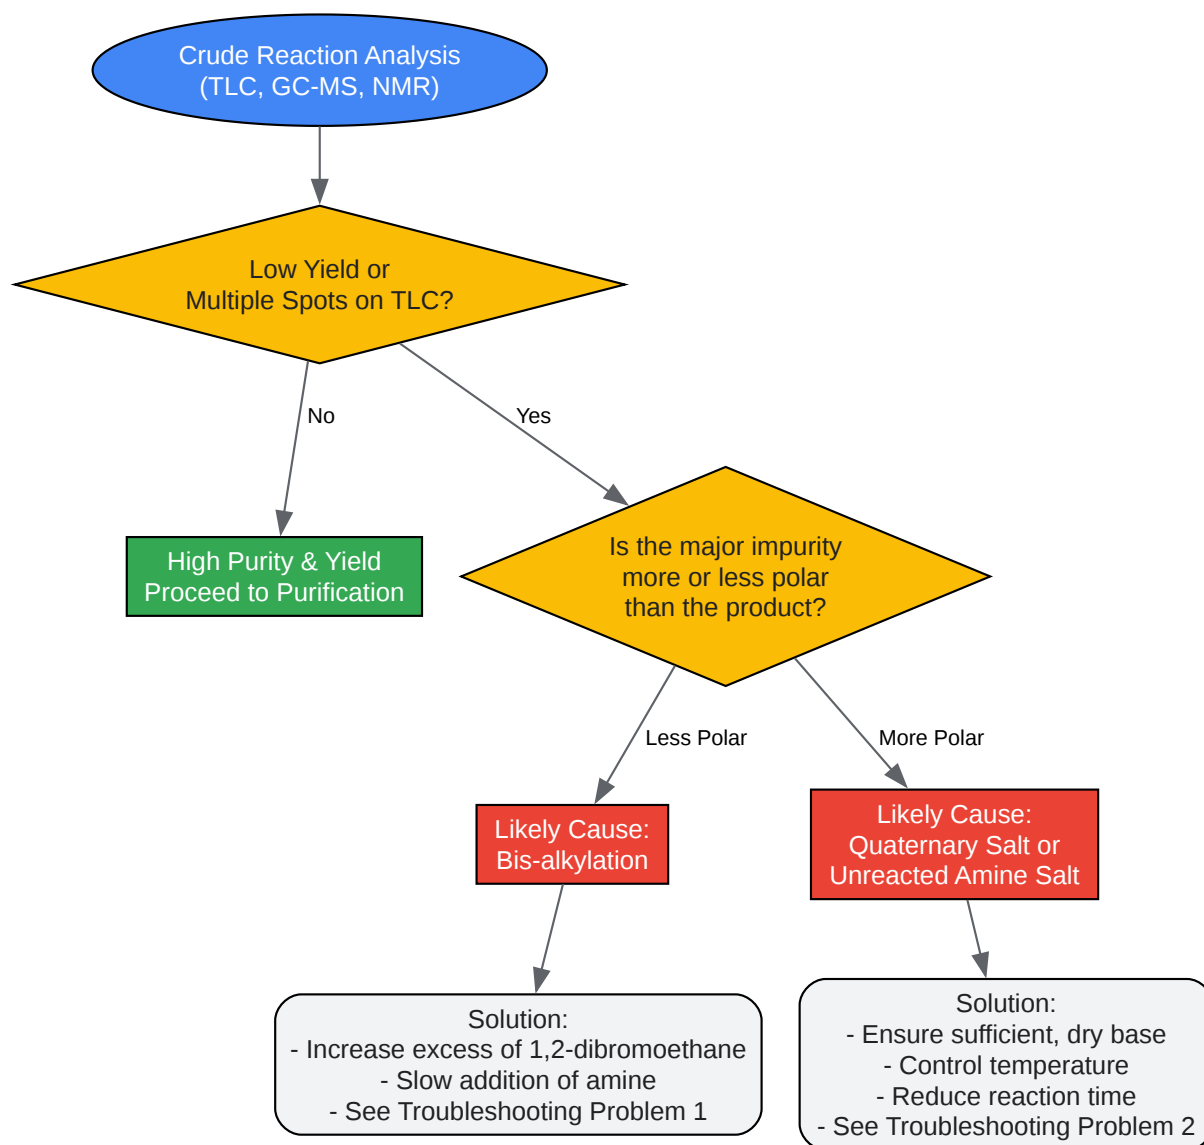 Crude Reaction Analysis
(TLC, GC-MS, NMR)
Low Yield or
Multiple Spots on TLC?
No
Yes
High Purity & Yield
Proceed to Purification
Is the major impurity
more or less polar
than the product?
Less Polar
More Polar
Likely Cause:
Bis-alkylation
Likely Cause:
Quaternary Salt or
Unreacted Amine Salt
Solution:
- Increase excess of 1,2-dibromoethane
- Slow addition of amine
- See Troubleshooting Problem 1
Solution:
- Ensure sufficient, dry base
- Control temperature
- Reduce reaction time
- See Troubleshooting Problem 2